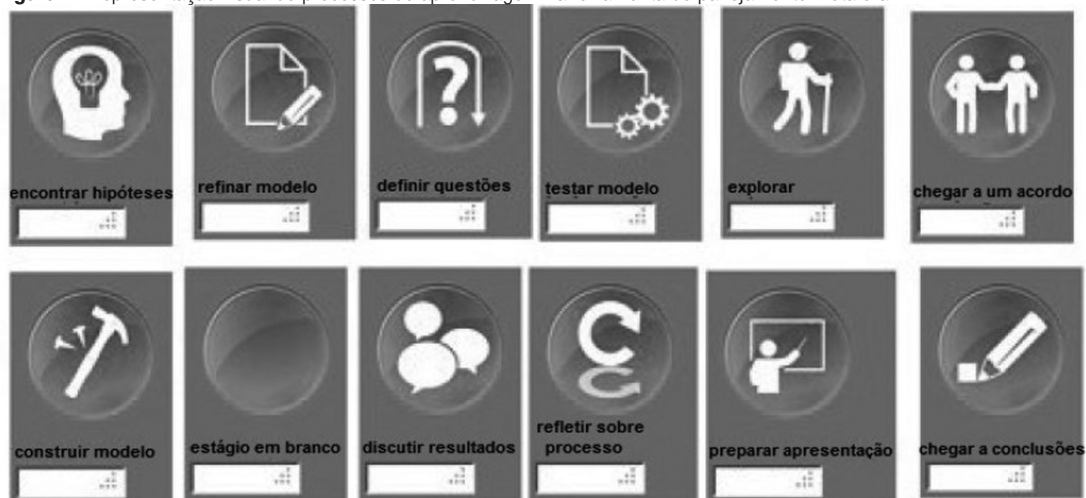 encontrar hipóteses
refinar modelo
definir questões
testar modelo
explorar
chegar a um acordo
construir modelo
estágio em branco
discutir resultados
refletir sobre
processo
preparar apresentação
chegar a conclusões